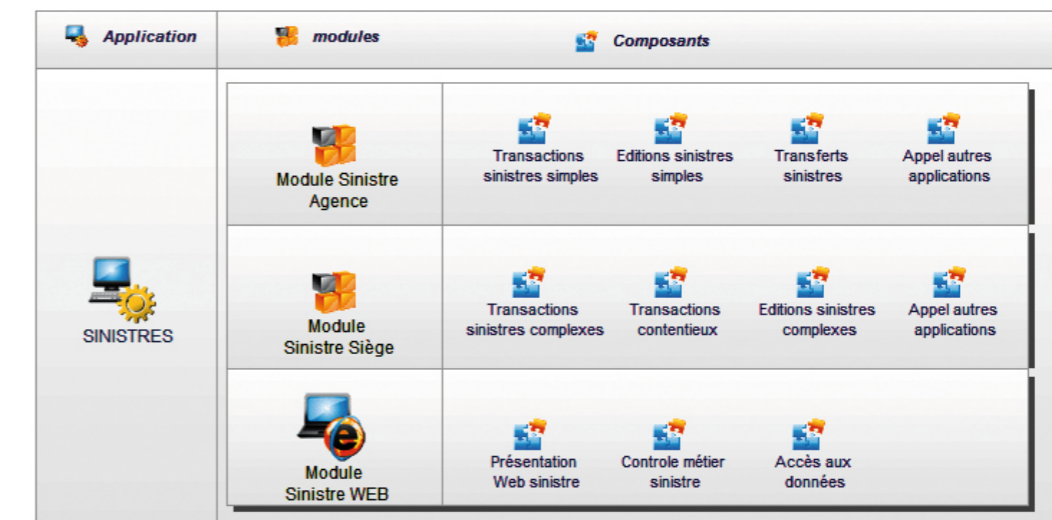 Application
modules
Composants
SINISTRES
Module Sinistre
Agence
Transactions
sinistres simples
Editions sinistres
simples
Transferts
sinistres
Appel autres
applications
Module
Sinistre Siège
Transactions
sinistres complexes
Transactions
contentieux
Editions sinistres
complexes
Appel autres
applications
Module
Sinistre WEB
Présentation
Web sinistre
Controle métier
sinistre
Accès aux
données